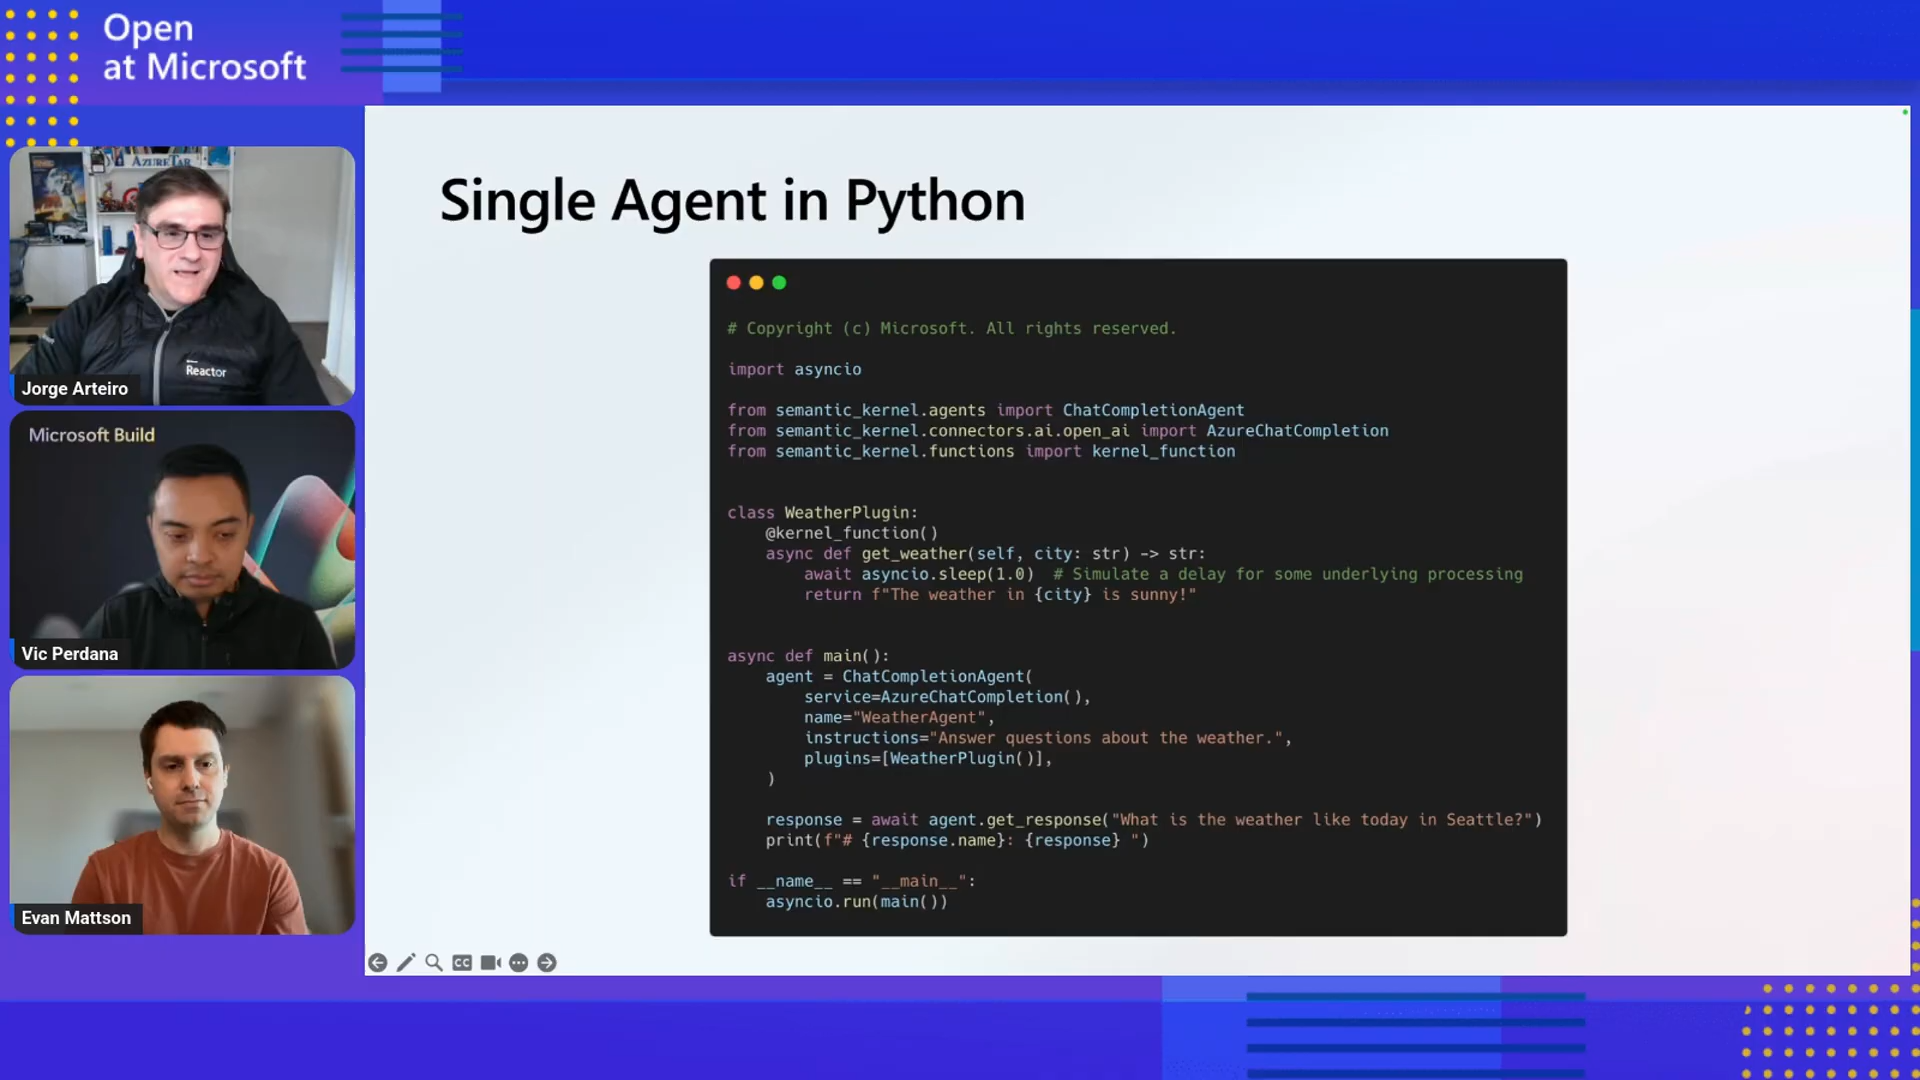 Open
at Microsoft
AZURETAR
Reactor
Jorge Arteiro
Microsoft Build
Vic Perdana
Evan Mattson
Single Agent in Python
# Copyright (c) Microsoft. All rights reserved.
import asyncio
from semantic_kernel.agents import ChatCompletionAgent
from semantic_kernel.connectors.ai.open_ai import AzureChatCompletion
from semantic_kernel.functions import kernel_function
class WeatherPlugin:
@kernel_function()
async def get_weather(self, city: str) -> str:
await asyncio.sleep(1.0)  # Simulate a delay for some underlying processing
return f"The weather in {city} is sunny!"
async def main():
agent = ChatCompletionAgent(
service=AzureChatCompletion(),
name="WeatherAgent",
instructions="Answer questions about the weather.",
plugins=[WeatherPlugin()],
)
response = await agent.get_response("What is the weather like today in Seattle?")
print(f"# {response.name}: {response} ")
if __name__ == "__main__":
asyncio.run(main())
CC